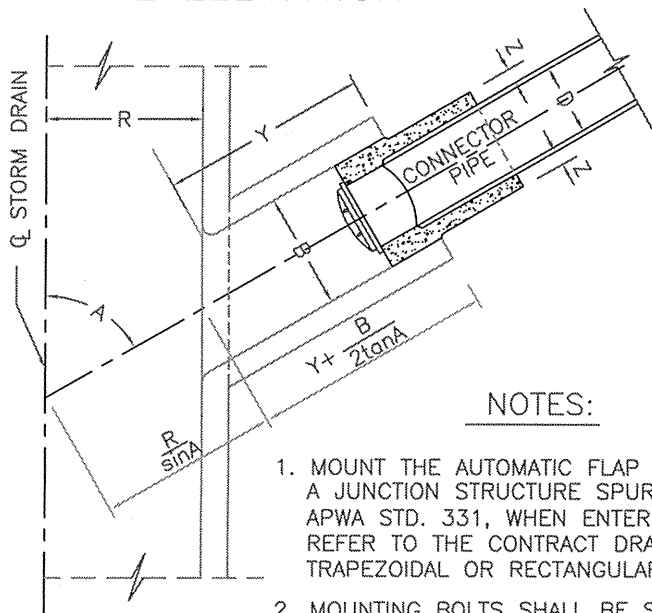 ℄ STORM DRAIN
R
Y
Z
D
CONNECTOR
PIPE
Z
B
A
Y+ B
2tanA
R
sinA
NOTES:
1. MOUNT THE AUTOMATIC FLAP
A JUNCTION STRUCTURE SPUR
APWA STD. 331, WHEN ENTER
REFER TO THE CONTRACT DRA
TRAPEZOIDAL OR RECTANGULAR
2. MOUNTING BOLTS SHALL BE S